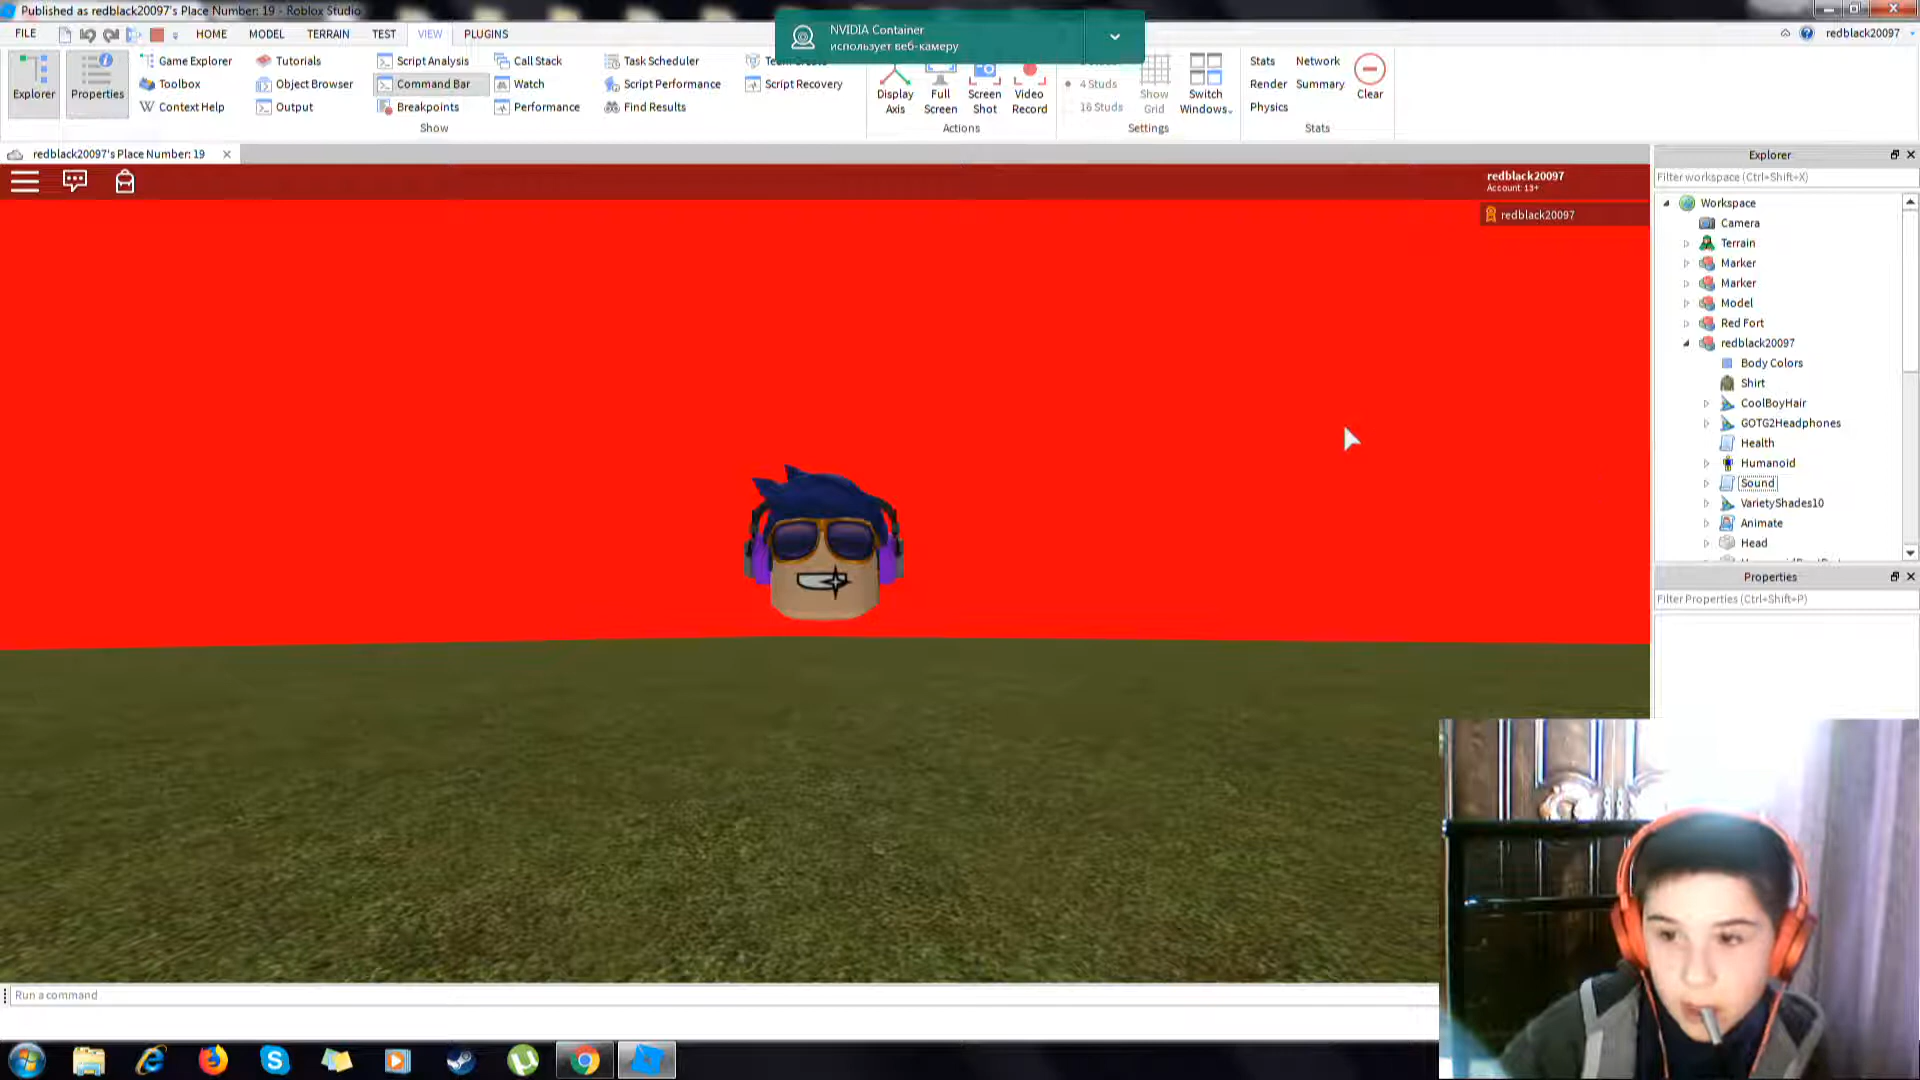 Published as redblack20097's Place Number: 19 - Roblox Studio
FILE HOME MODEL TERRAIN TEST VIEW PLUGINS
NVIDIA Container
использует веб-камеру
redblack20097
Explorer
Properties
Game Explorer
Toolbox
Context Help
Tutorials
Object Browser
Output
Script Analysis
Command Bar
Breakpoints
Call Stack
Watch
Performance
Task Scheduler
Script Performance
Find Results
Script Recovery
Show
Display Axis
Full Screen
Screen Shot
Video Record
Actions
4 Studs
16 Studs
Show Grid
Switch Windows
Settings
Stats Network
Render Summary
Physics
Clear
Stats
redblack20097's Place Number: 19
redblack20097
Account: 13+
redblack20097
Explorer
Filter workspace (Ctrl+Shift+X)
Workspace
Camera
Terrain
Marker
Marker
Model
Red Fort
redblack20097
Body Colors
Shirt
CoolBoyHair
GOTG2Headphones
Health
Humanoid
Sound
VarietyShades10
Animate
Head
Properties
Filter Properties (Ctrl+Shift+P)
Run a command